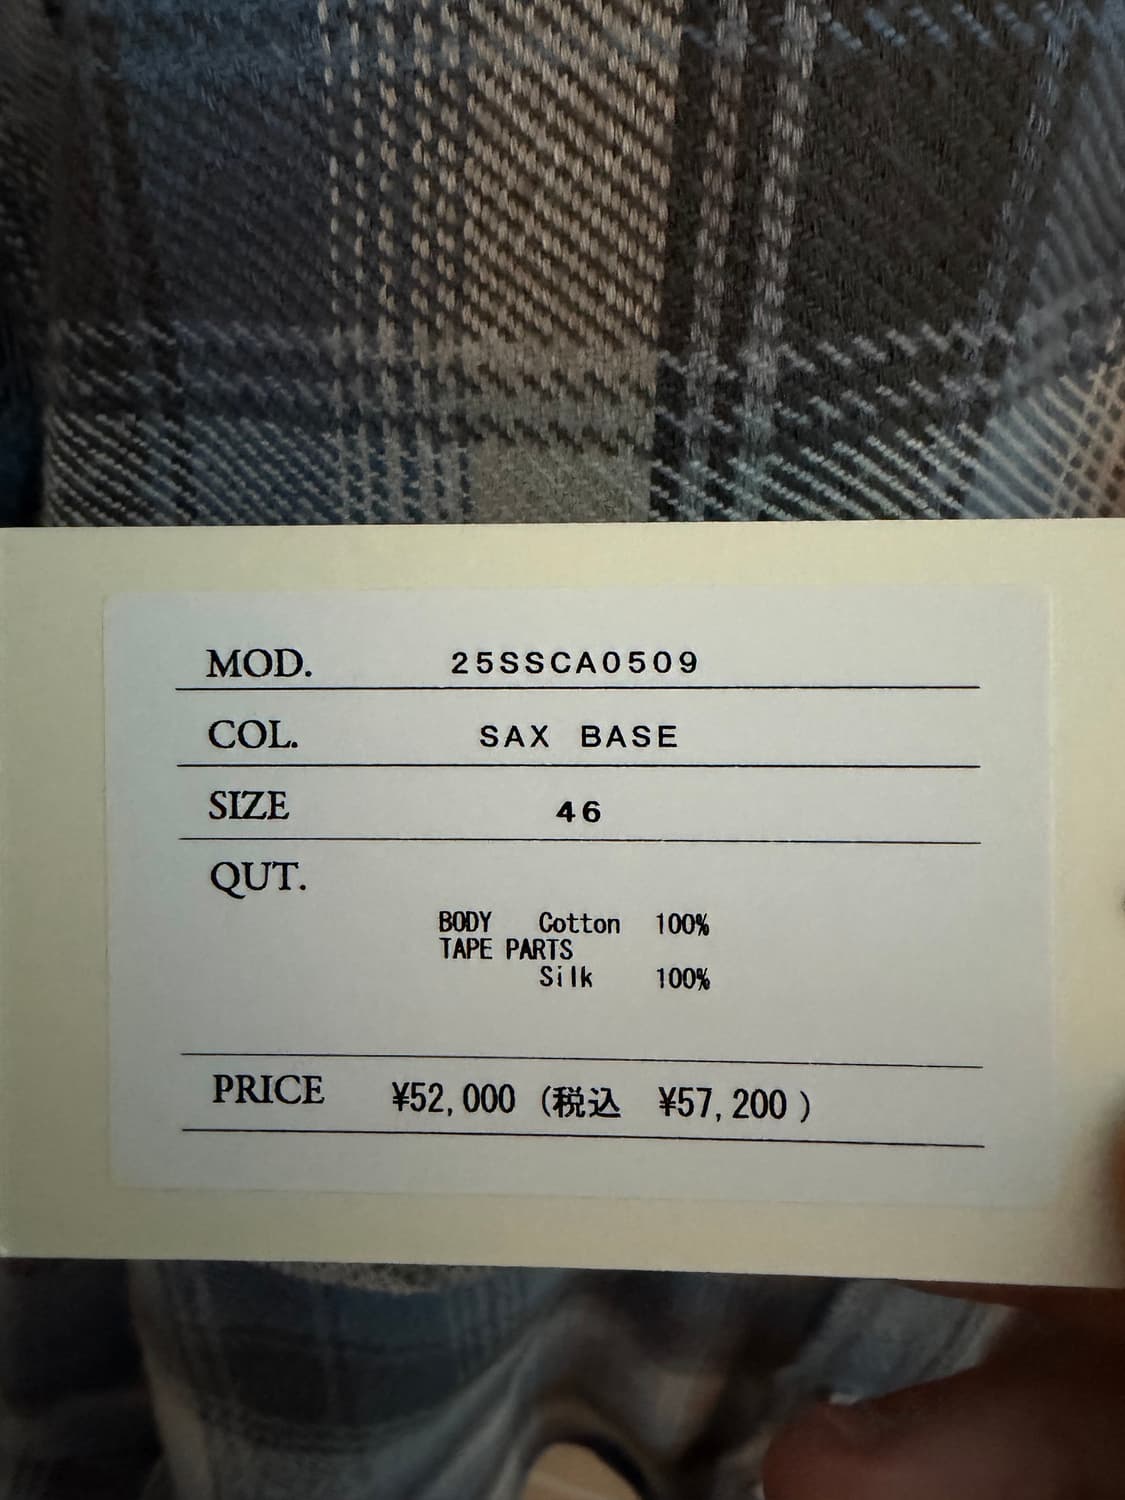 MOD. 25SSCA0509
COL. SAX BASE
SIZE 46
QUT.
BODY Cotton 100%
TAPE PARTS
Silk 100%
PRICE ¥52,000 (税込 ¥57,200 )